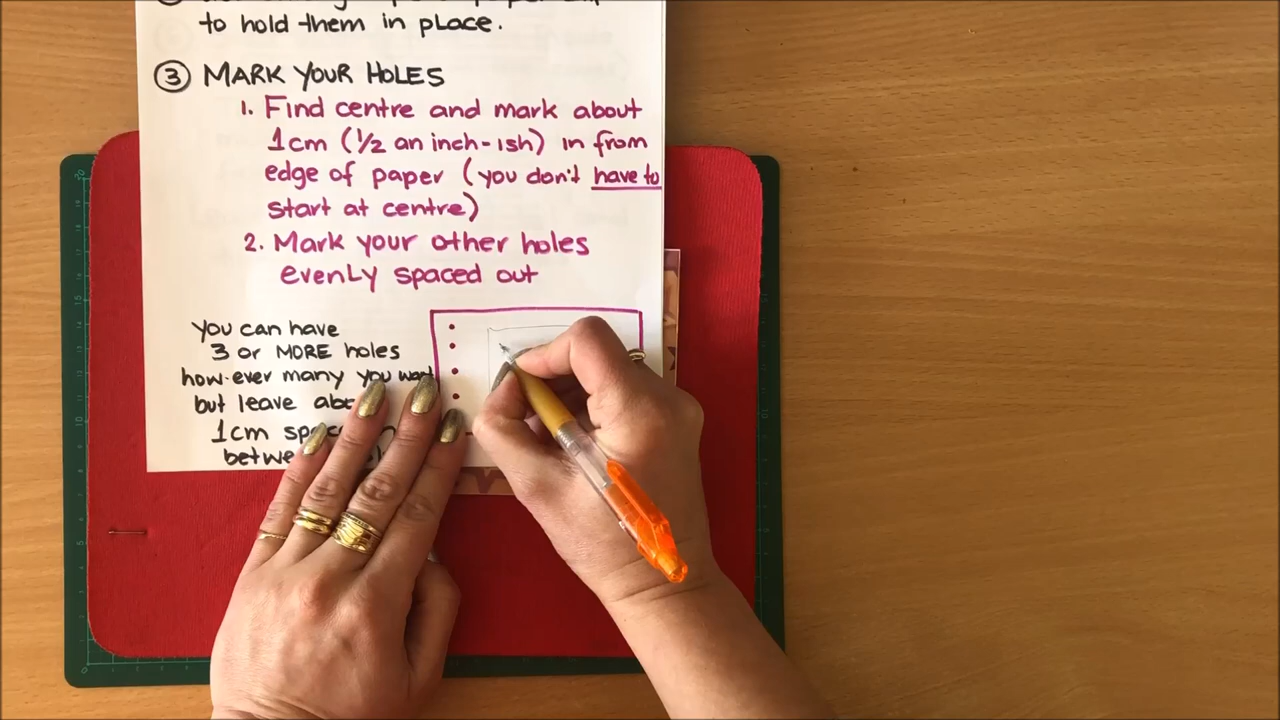 to hold them in place.
3 MARK YOUR HOLES
1. Find centre and mark about
1cm (1/2 an inch-ish) in from
edge of paper (you don't have to
start at centre)
2. Mark your other holes
evenly spaced out
you can have
3 or MORE holes
how-ever many you want
but leave
1cm